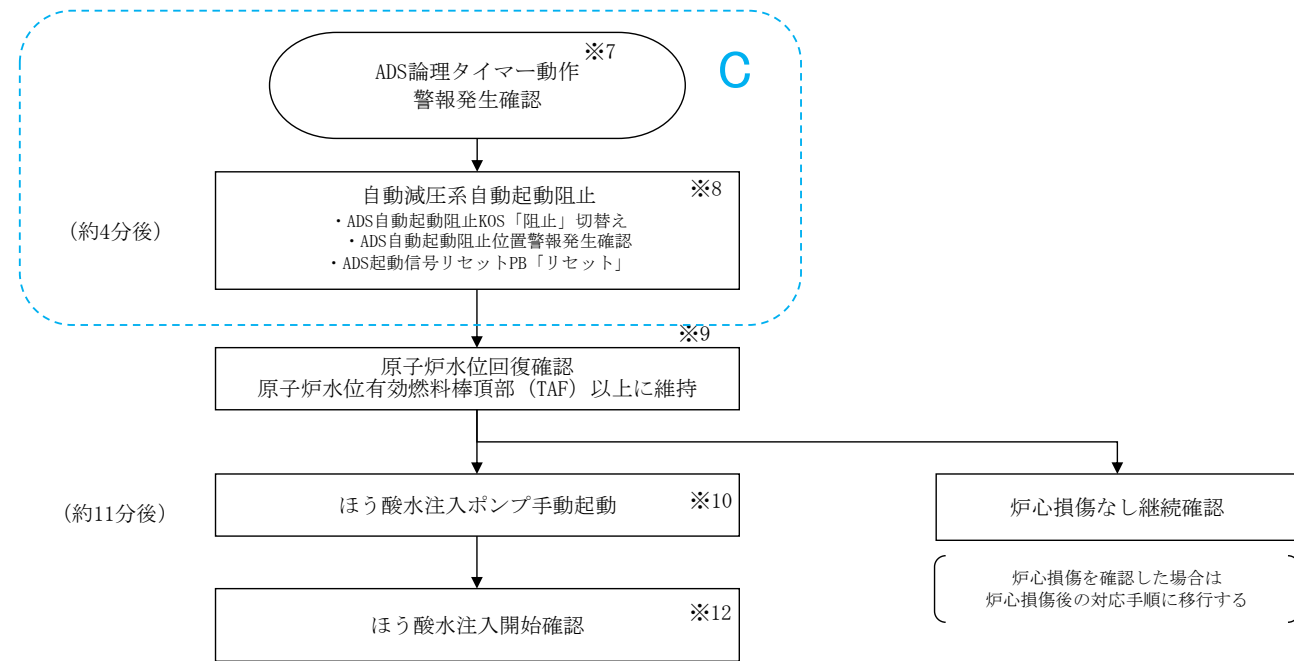 ※7
ADS論理タイマー動作
警報発生確認
C
※8
自動減圧系自動起動阻止
・ADS自動起動阻止KOS「阻止」切替え
・ADS自動起動阻止位置警報発生確認
・ADS起動信号リセットPB「リセット」
(約4分後)
※9
原子炉水位回復確認
原子炉水位有効燃料棒頂部(TAF)以上に維持
(約11分後)
ほう酸水注入ポンプ手動起動
※10
炉心損傷なし継続確認
炉心損傷を確認した場合は
炉心損傷後の対応手順に移行する
ほう酸水注入開始確認
※12